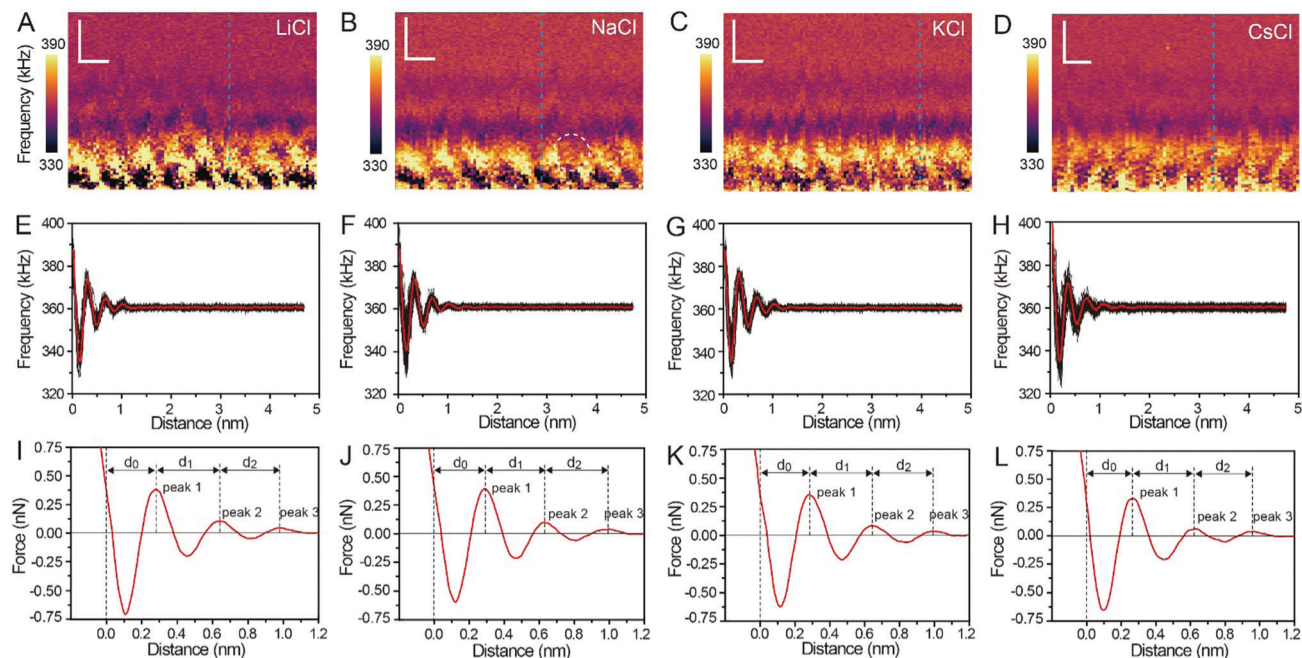 A
LiCl
B
NaCl
C
KCl
D
CsCl
Frequency (kHz)
390
330
390
330
390
330
390
330
E
Frequency (kHz)
400
380
360
340
320
0 1 2 3 4 5
Distance (nm)
F
Frequency (kHz)
400
380
360
340
320
0 1 2 3 4 5
Distance (nm)
G
Frequency (kHz)
400
380
360
340
320
0 1 2 3 4 5
Distance (nm)
H
Frequency (kHz)
400
380
360
340
320
0 1 2 3 4 5
Distance (nm)
I
Force (nN)
0.75
0.50
0.25
0.00
-0.25
-0.50
-0.75
d0 d1 d2
peak 1
peak 2 peak 3
0.0 0.2 0.4 0.6 0.8 1.0 1.2
Distance (nm)
J
Force (nN)
0.75
0.50
0.25
0.00
-0.25
-0.50
-0.75
d0 d1 d2
peak 1
peak 2 peak 3
0.0 0.2 0.4 0.6 0.8 1.0 1.2
Distance (nm)
K
Force (nN)
0.75
0.50
0.25
0.00
-0.25
-0.50
-0.75
d0 d1 d2
peak 1
peak 2 peak 3
0.0 0.2 0.4 0.6 0.8 1.0 1.2
Distance (nm)
L
Force (nN)
0.75
0.50
0.25
0.00
-0.25
-0.50
-0.75
d0 d1 d2
peak 1
peak 2 peak 3
0.0 0.2 0.4 0.6 0.8 1.0 1.2
Distance (nm)